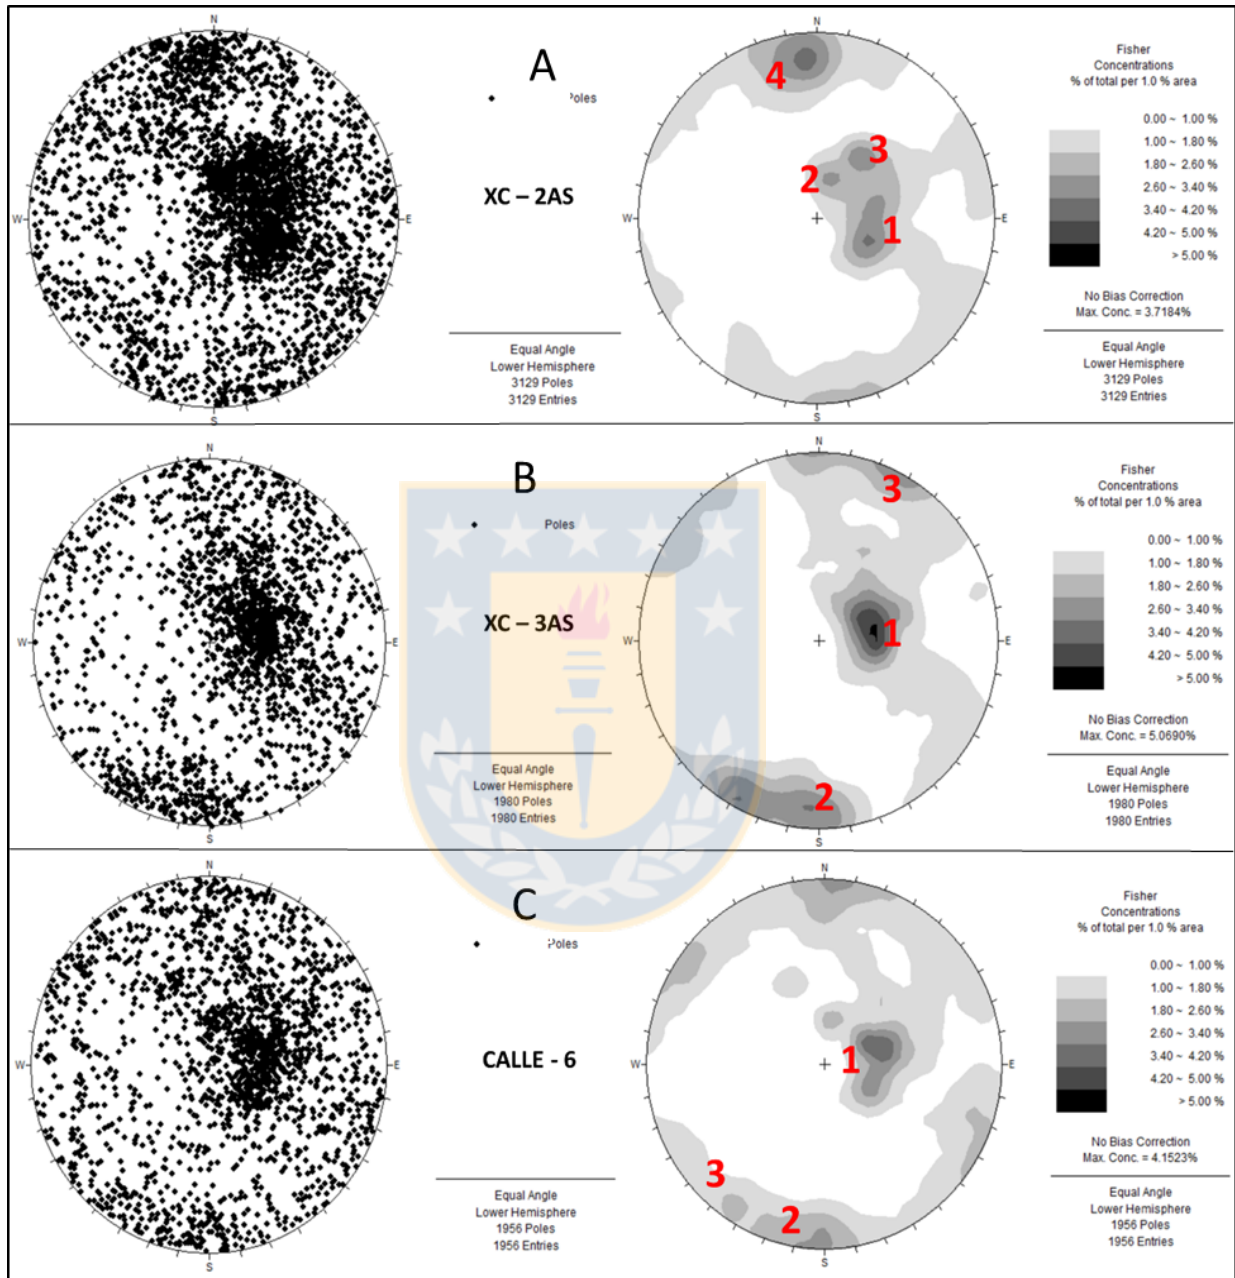 N
W
E
S
A
Poles
XC – 2AS
Equal Angle
Lower Hemisphere
3129 Poles
3129 Entries
N
W
E
S
4
3
2
1
Fisher
Concentrations
% of total per 1.0 % area
0.00 ~ 1.00 %
1.00 ~ 1.80 %
1.80 ~ 2.60 %
2.60 ~ 3.40 %
3.40 ~ 4.20 %
4.20 ~ 5.00 %
> 5.00 %
No Bias Correction
Max. Conc. = 3.7184%
Equal Angle
Lower Hemisphere
3129 Poles
3129 Entries
N
W
E
S
B
Poles
XC – 3AS
Equal Angle
Lower Hemisphere
1980 Poles
1980 Entries
N
W
E
S
3
1
2
Fisher
Concentrations
% of total per 1.0 % area
0.00 ~ 1.00 %
1.00 ~ 1.80 %
1.80 ~ 2.60 %
2.60 ~ 3.40 %
3.40 ~ 4.20 %
4.20 ~ 5.00 %
> 5.00 %
No Bias Correction
Max. Conc. = 5.0690%
Equal Angle
Lower Hemisphere
1980 Poles
1980 Entries
N
W
E
S
C
Poles
CALLE - 6
Equal Angle
Lower Hemisphere
1956 Poles
1956 Entries
N
W
E
S
1
3
2
Fisher
Concentrations
% of total per 1.0 % area
0.00 ~ 1.00 %
1.00 ~ 1.80 %
1.80 ~ 2.60 %
2.60 ~ 3.40 %
3.40 ~ 4.20 %
4.20 ~ 5.00 %
> 5.00 %
No Bias Correction
Max. Conc. = 4.1523%
Equal Angle
Lower Hemisphere
1956 Poles
1956 Entries